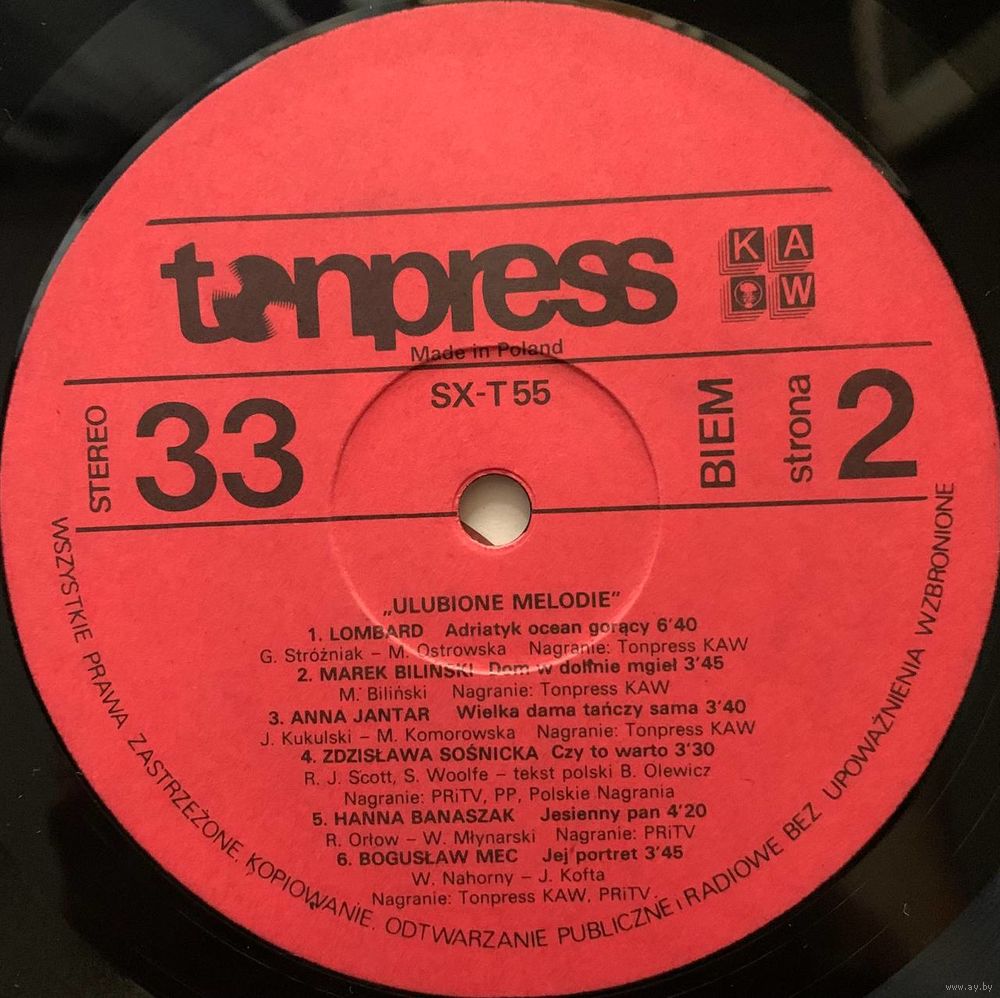 tonpress
K A
W
Made in Poland
STEREO
33
SX-T 55
BIEM
strona
2
„ULUBIONE MELODIE”
1. LOMBARD Adriatyk ocean gorący 6'40
G. Stróżniak – M. Ostrowska Nagranie: Tonpress KAW
2. MAREK BILIŃSKI Dom w dolinie mgieł 3'45
M. Biliński Nagranie: Tonpress KAW
3. ANNA JANTAR Wielka dama tańczy sama 3'40
J. Kukulski – M. Komorowska Nagranie: Tonpress KAW
4. ZDZISŁAWA SOŚNICKA Czy to warto 3'30
R. J. Scott, S. Woolfe – tekst polski B. Olewicz
Nagranie: PRiTV, PP, Polskie Nagrania
5. HANNA BANASZAK Jesienny pan 4'20
R. Orłow – W. Młynarski Nagranie: PRiTV
6. BOGUSŁAW MEC Jej portret 3'45
W. Nahorny – J. Kofta
Nagranie: Tonpress KAW, PRiTV.
WSZYSTKIE PRAWA ZASTRZEŻONE. KOPIOWANIE. ODTWARZANIE PUBLICZNE i RADIOWE BEZ UPOWAŻNIENIA WZBRONIONE
www.ay.by